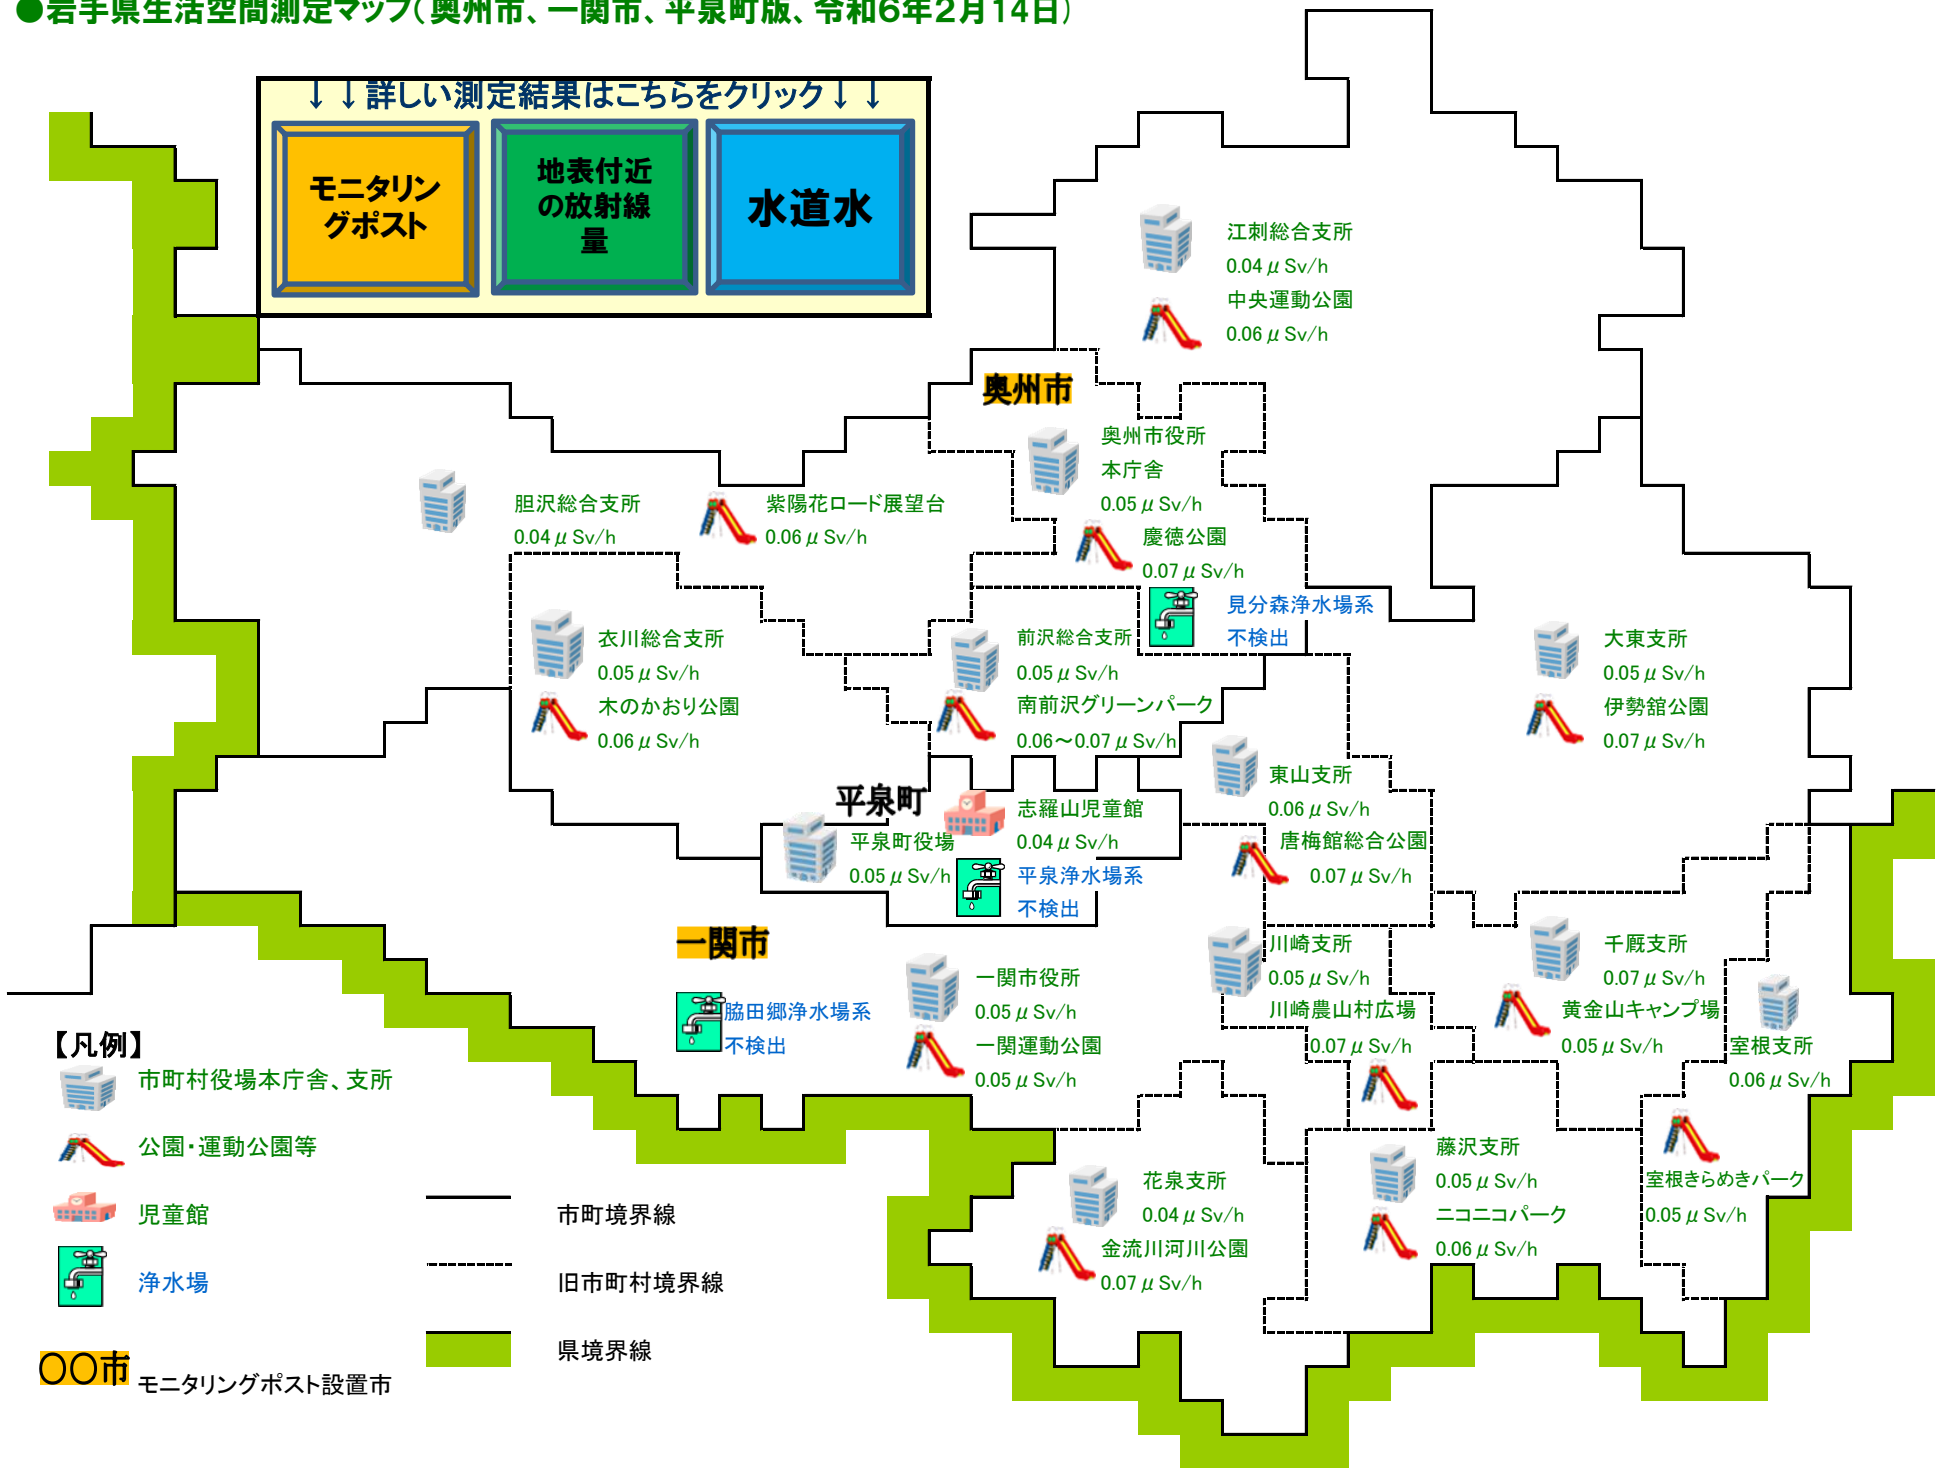 ●岩手県生活空間測定マップ(奥州市、一関市、平泉町版、令和6年2月14日)
↓↓詳しい測定結果はこちらをクリック↓↓
モニタリン
グポスト
地表付近
の放射線
量
水道水
江刺総合支所
0.04μSv/h
中央運動公園
0.06μSv/h
奥州市
奥州市役所
本庁舎
0.05μSv/h
慶徳公園
0.07μSv/h
胆沢総合支所
0.04μSv/h
紫陽花ロード展望台
0.06μSv/h
見分森浄水場系
不検出
衣川総合支所
0.05μSv/h
木のかおり公園
0.06μSv/h
前沢総合支所
0.05μSv/h
南前沢グリーンパーク
0.06～0.07μSv/h
大東支所
0.05μSv/h
伊勢舘公園
0.07μSv/h
東山支所
0.06μSv/h
唐梅館総合公園
0.07μSv/h
平泉町
平泉町役場
0.05μSv/h
志羅山児童館
0.04μSv/h
平泉浄水場系
不検出
一関市
脇田郷浄水場系
不検出
一関市役所
0.05μSv/h
一関運動公園
0.05μSv/h
川崎支所
0.05μSv/h
川崎農山村広場
0.07μSv/h
千厩支所
0.07μSv/h
黄金山キャンプ場
0.05μSv/h
室根支所
0.06μSv/h
室根きらめきパーク
0.05μSv/h
藤沢支所
0.05μSv/h
ニコニコパーク
0.06μSv/h
花泉支所
0.04μSv/h
金流川河川公園
0.07μSv/h
【凡例】
市町村役場本庁舎、支所
公園・運動公園等
児童館
浄水場
〇〇市
モニタリングポスト設置市
市町境界線
旧市町村境界線
県境界線